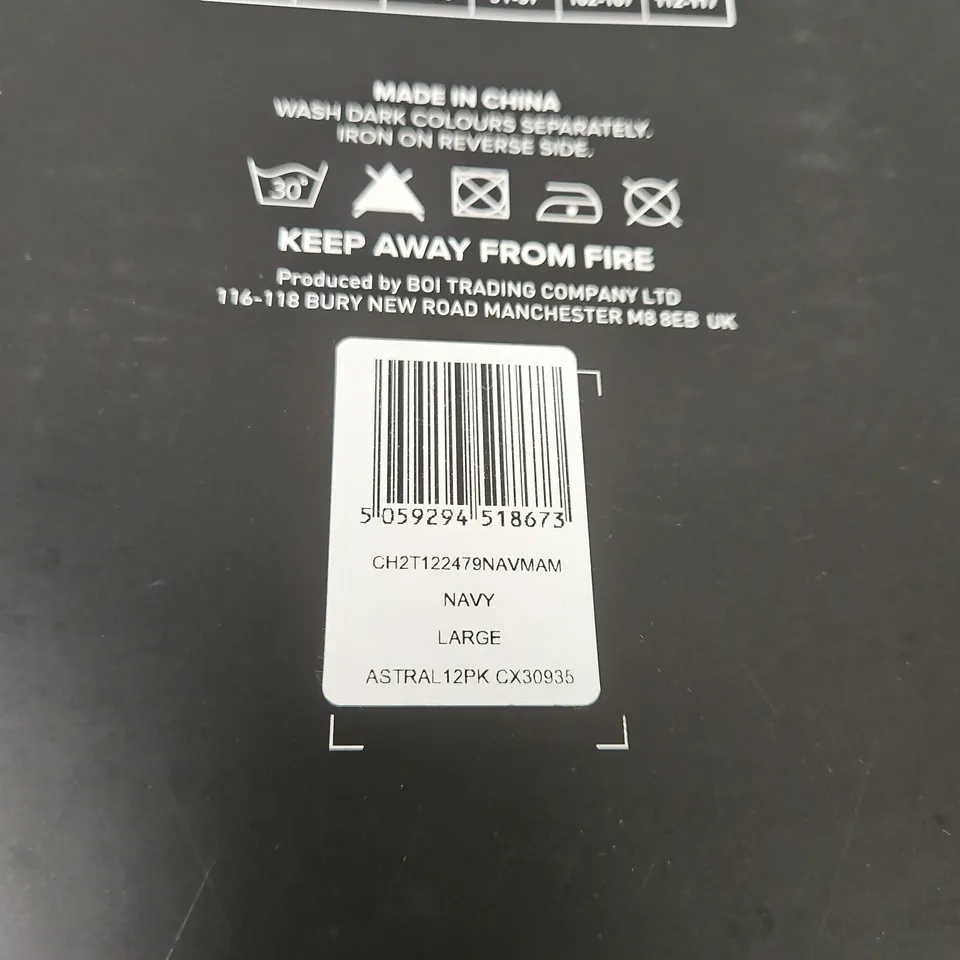 MADE IN CHINA
WASH DARK COLOURS SEPARATELY.
IRON ON REVERSE SIDE.
30°
KEEP AWAY FROM FIRE
Produced by BOI TRADING COMPANY LTD
116-118 BURY NEW ROAD MANCHESTER M8 8EB UK
5 059294 518673
CH2T122479NAVMAM
NAVY
LARGE
ASTRAL12PK CX30935